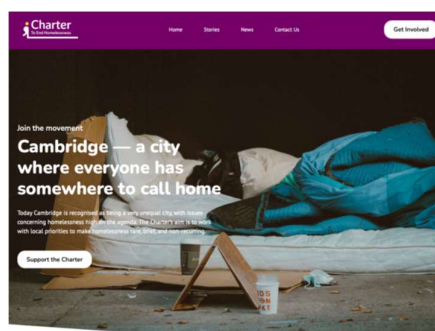 Charter
To End Homelessness
Home
Stories
News
Contact Us
Get Involved
Join the movement
Cambridge — a city
where everyone has
somewhere to call home
Today Cambridge is recognised as being a very unequal city with issues
concerning homelessness high on the agenda. The Charter's aim is to work
with local priorities to make homelessness rare, brief, and non-recurring.
Support the Charter